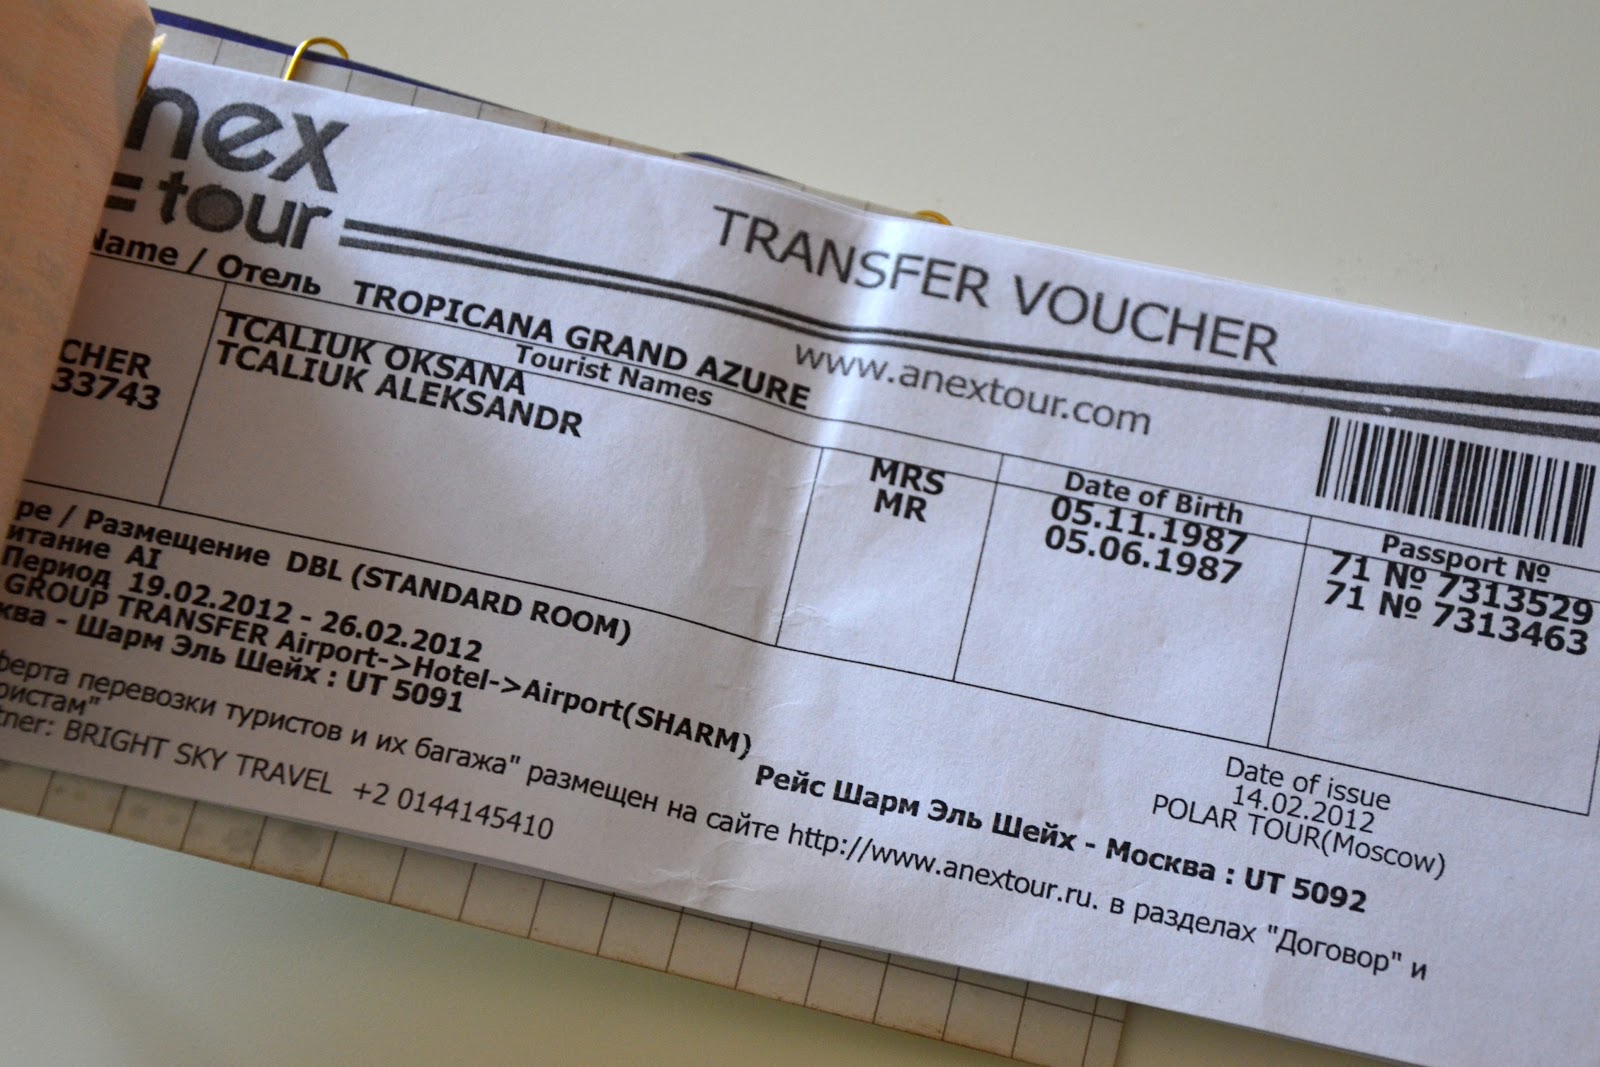 nex
tour
TRANSFER VOUCHER
www.anextour.com
Name / Отель TROPICANA GRAND AZURE
CHER
33743
Tourist Names
TCALIUK OKSANA
TCALIUK ALEKSANDR
MRS
MR
Date of Birth
05.11.1987
05.06.1987
Passport №
71 № 7313529
71 № 7313463
pe / Размещение DBL (STANDARD ROOM)
итание AI
Период 19.02.2012 - 26.02.2012
GROUP TRANSFER Airport->Hotel->Airport(SHARM)
ква - Шарм Эль Шейх : UT 5091
Рейс Шарм Эль Шейх - Москва : UT 5092
Date of issue
14.02.2012
POLAR TOUR(Moscow)
ферта перевозки туристов и их багажа" размещен на сайте http://www.anextour.ru. в разделах "Договор" и
ристам"
tner: BRIGHT SKY TRAVEL +2 0144145410